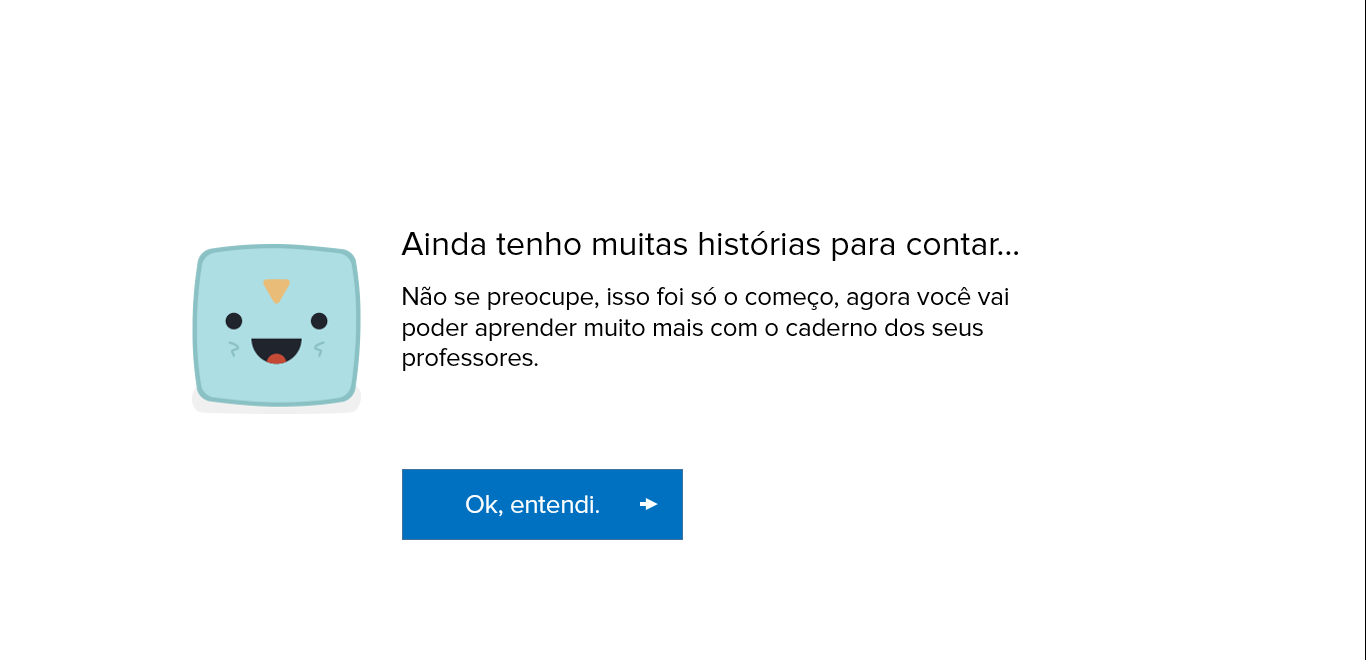 Ainda tenho muitas histórias para contar...
Não se preocupe, isso foi só o começo, agora você vai
poder aprender muito mais com o caderno dos seus
professores.
Ok, entendi.